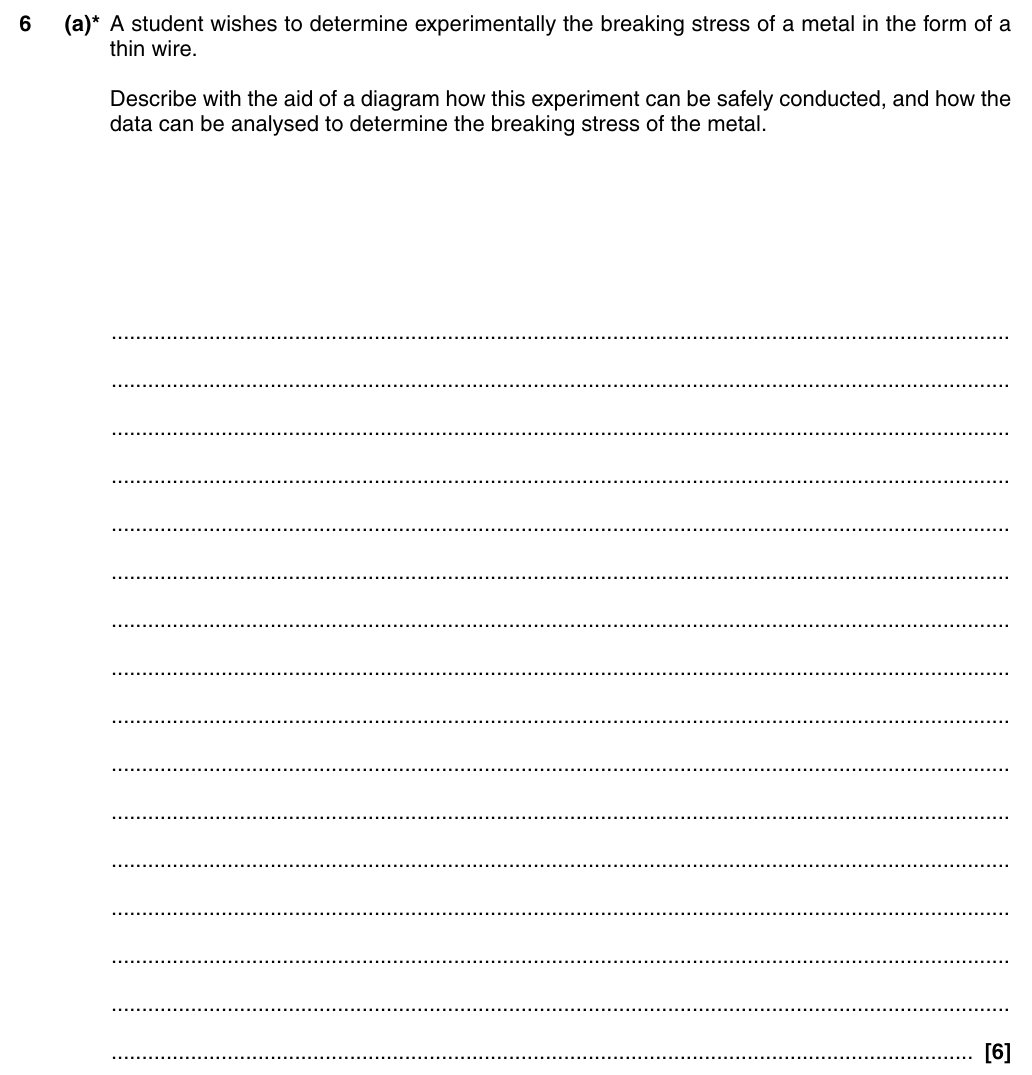 6 (a)* A student wishes to determine experimentally the breaking stress of a metal in the form of a
thin wire.
Describe with the aid of a diagram how this experiment can be safely conducted, and how the
data can be analysed to determine the breaking stress of the metal.
[6]